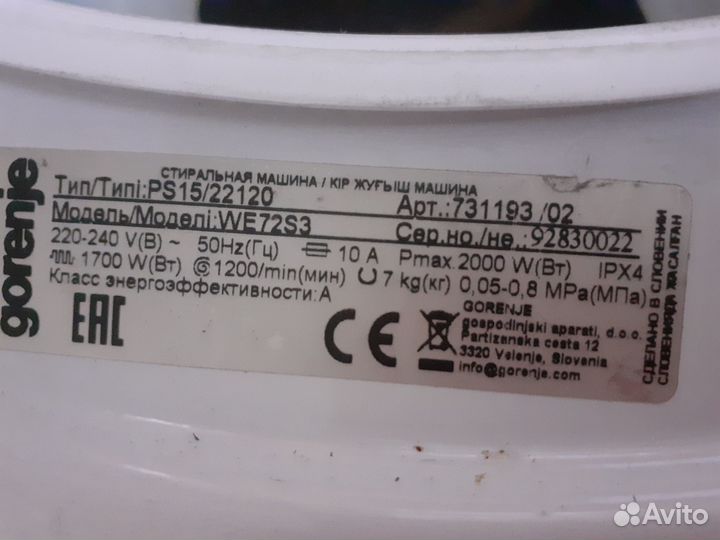 gorenje
СТИРАЛЬНАЯ МАШИНА / КІР ЖУҒЫШ МАШИНА
Тип/Типі:PS15/22120
Арт.:731193 /02
Модель/Моделі:WE72S3
Сер.но./не.:92830022
220-240 V(В) ~ 50Hz(Гц) 10 A Pmax 2000 W(Вт) IPX4
1700 W(Вт) 1200/min(мин) 7 kg(кг) 0,05-0,8 MPa(МПа)
Класс энергоэффективности:А
EAC
CE
GORENJE
gospodinjski aparati, d.o.o.
Partizanska cesta 12
3320 Velenje, Slovenia
info@gorenje.com
СДЕЛАНО В СЛОВЕНИИ
СЛОВЕНИЯДА ЖАСАЛҒАН
Avito